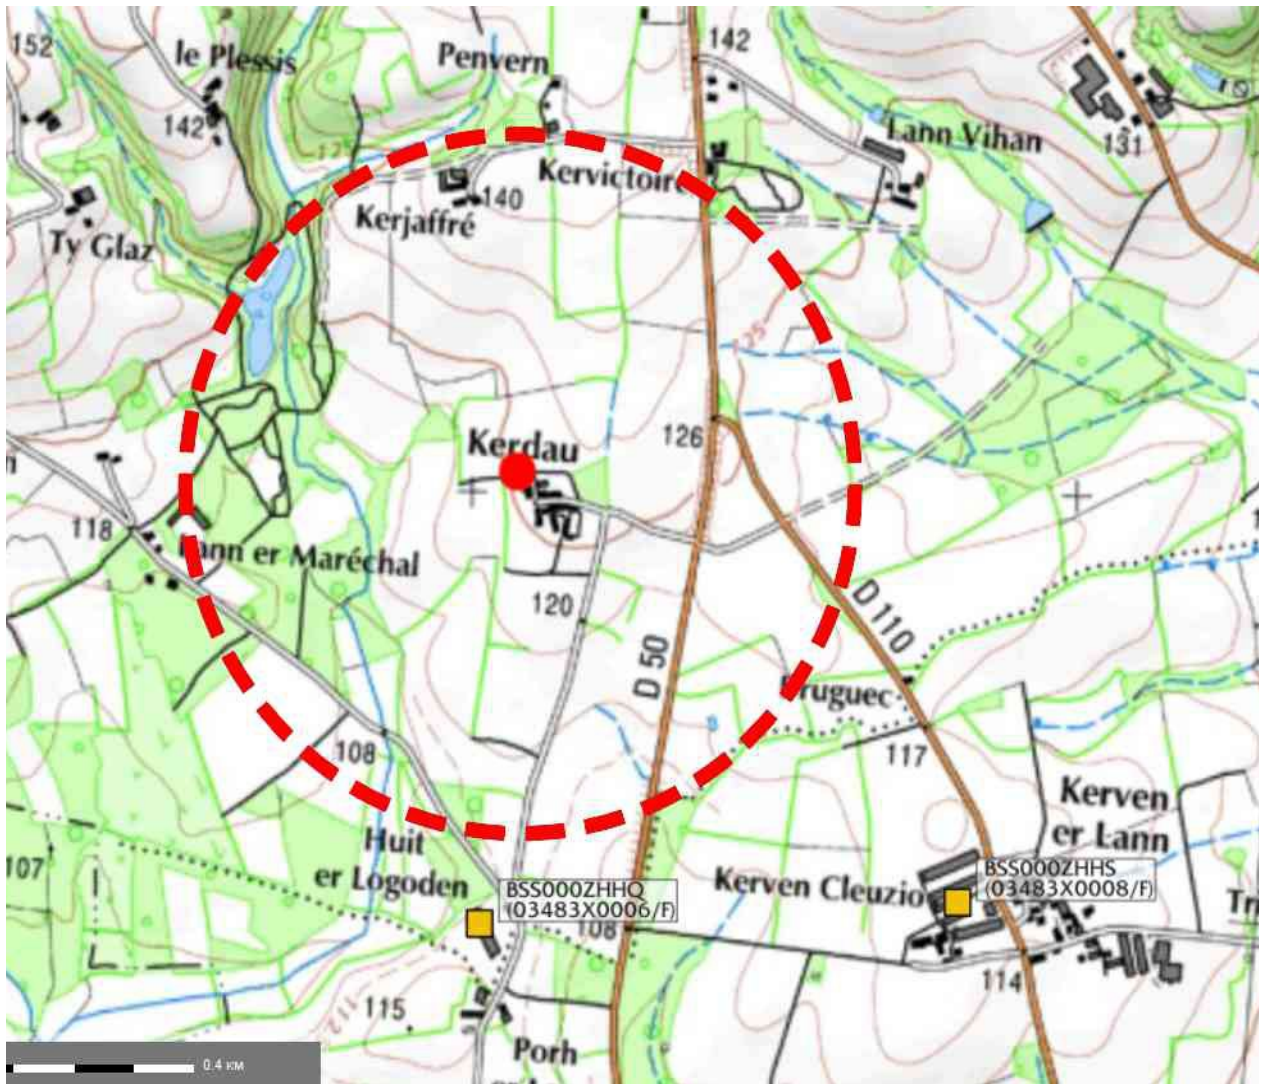 152
le Plessis
Penvern
142
142
Lann Vihan
131
Kervictoire
140
Kerjaffré
Ty Glaz
125
126
Kerdau
118
Lann er Maréchal
120
D 110
D 50
Bruguec
108
117
Kerven
er Lann
Huit
er Logoden
107
BSS000ZHHQ
(03483X0006/F)
Kerven Cleuzio
BSS000ZHHS
(03483X0008/F)
108
114
115
112
Porh
0.4 км